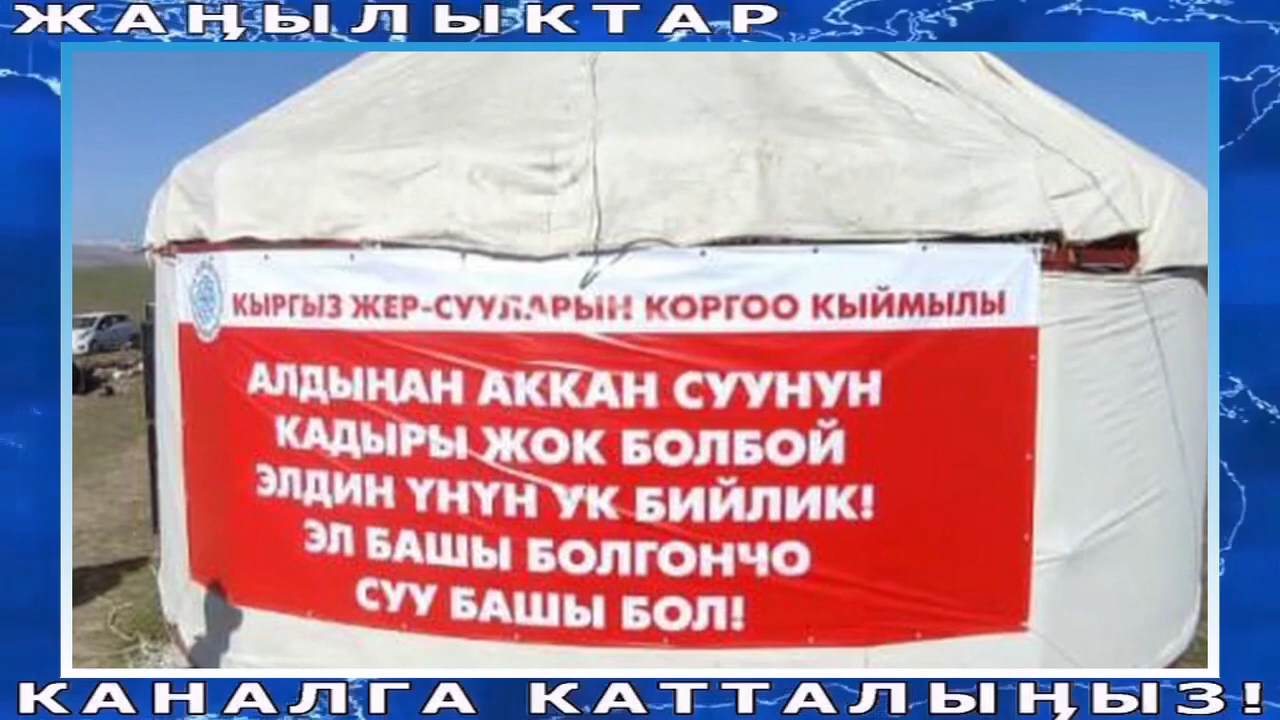 ЖАҢЫЛЫКТАР
КЫРГЫЗ ЖЕР-СУУЛАРЫН КОРГОО КЫЙМЫЛЫ
АЛДЫҢАН АККАН СУУНУН
КАДЫРЫ ЖОК БОЛБОЙ
ЭЛДИН ҮНҮН УК БИЙЛИК!
ЭЛ БАШЫ БОЛГОНЧО
СУУ БАШЫ БОЛ!
КАНАЛГА КАТТАЛЫҢЫЗ!